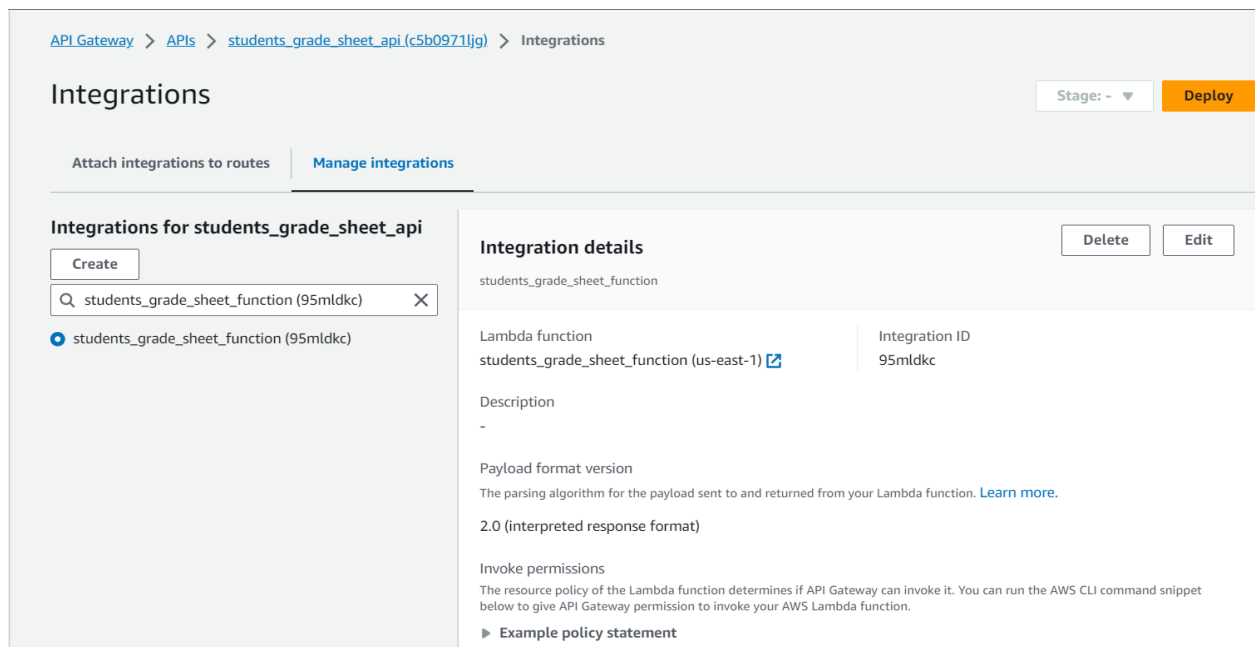 API Gateway > APIs > students_grade_sheet_api (c5b0971ljg) > Integrations
Integrations
Stage: -
Deploy
Attach integrations to routes
Manage integrations
Integrations for students_grade_sheet_api
Create
students_grade_sheet_function (95mldkc)
students_grade_sheet_function (95mldkc)
Integration details
Delete
Edit
students_grade_sheet_function
Lambda function
students_grade_sheet_function (us-east-1)
Integration ID
95mldkc
Description
-
Payload format version
The parsing algorithm for the payload sent to and returned from your Lambda function. Learn more.
2.0 (interpreted response format)
Invoke permissions
The resource policy of the Lambda function determines if API Gateway can invoke it. You can run the AWS CLI command snippet
below to give API Gateway permission to invoke your AWS Lambda function.
Example policy statement